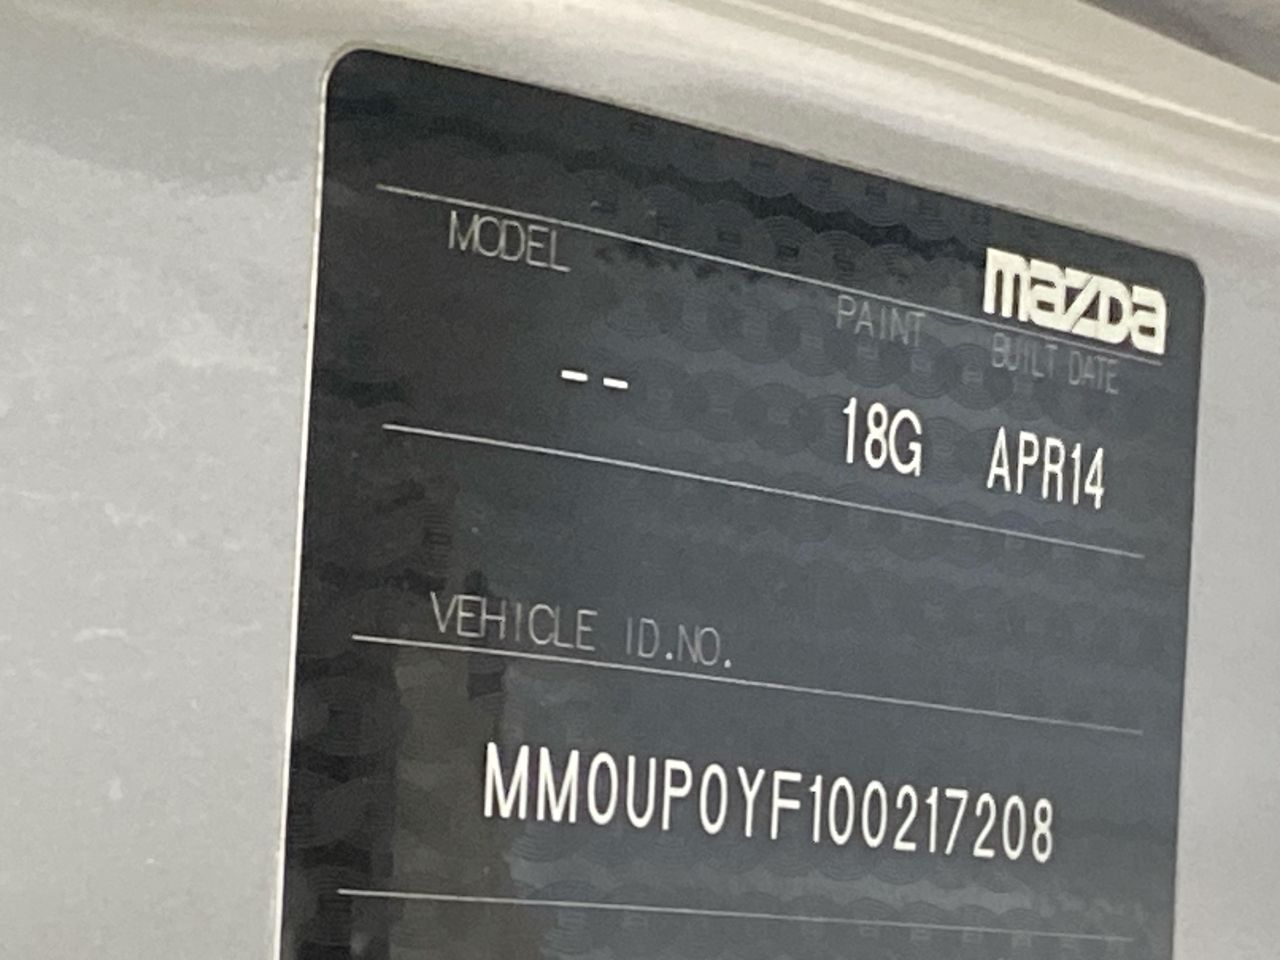 mazda
MODEL PAINT BUILT DATE
-- 18G APR14
VEHICLE ID.NO.
MM0UP0YF100217208